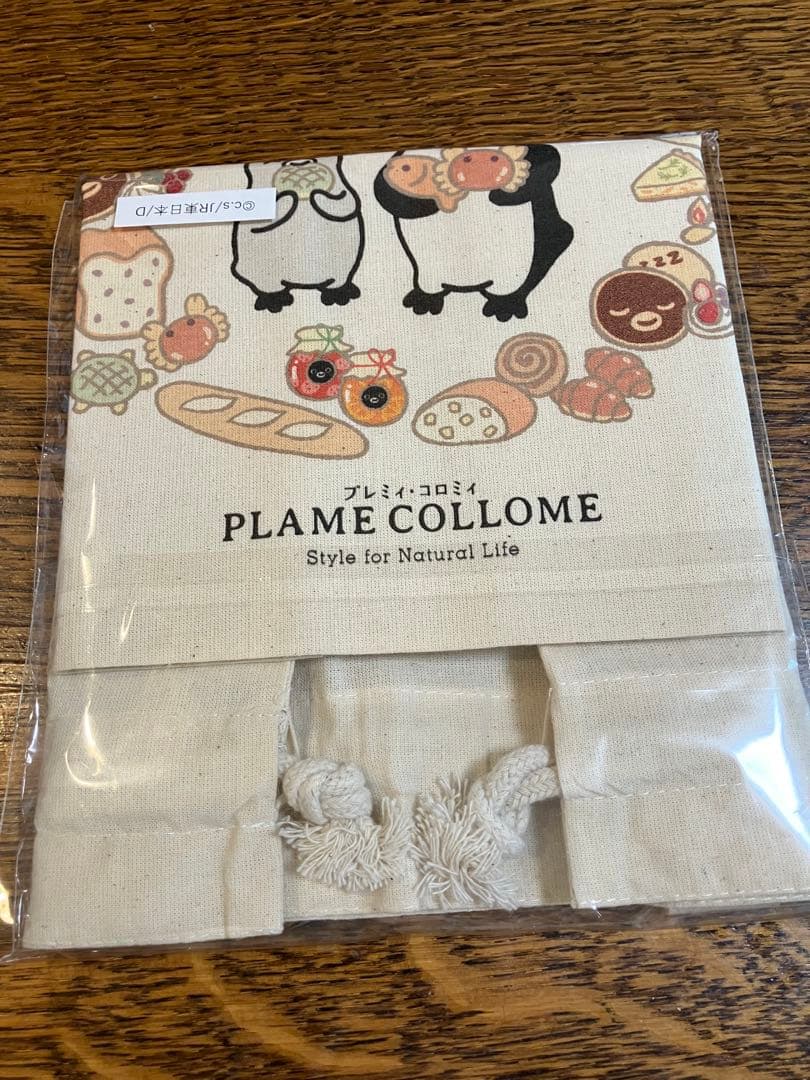 ©c.s/JR東日本/D
zzz
プレミィ・コロミィ
PLAME COLLOME
Style for Natural Life